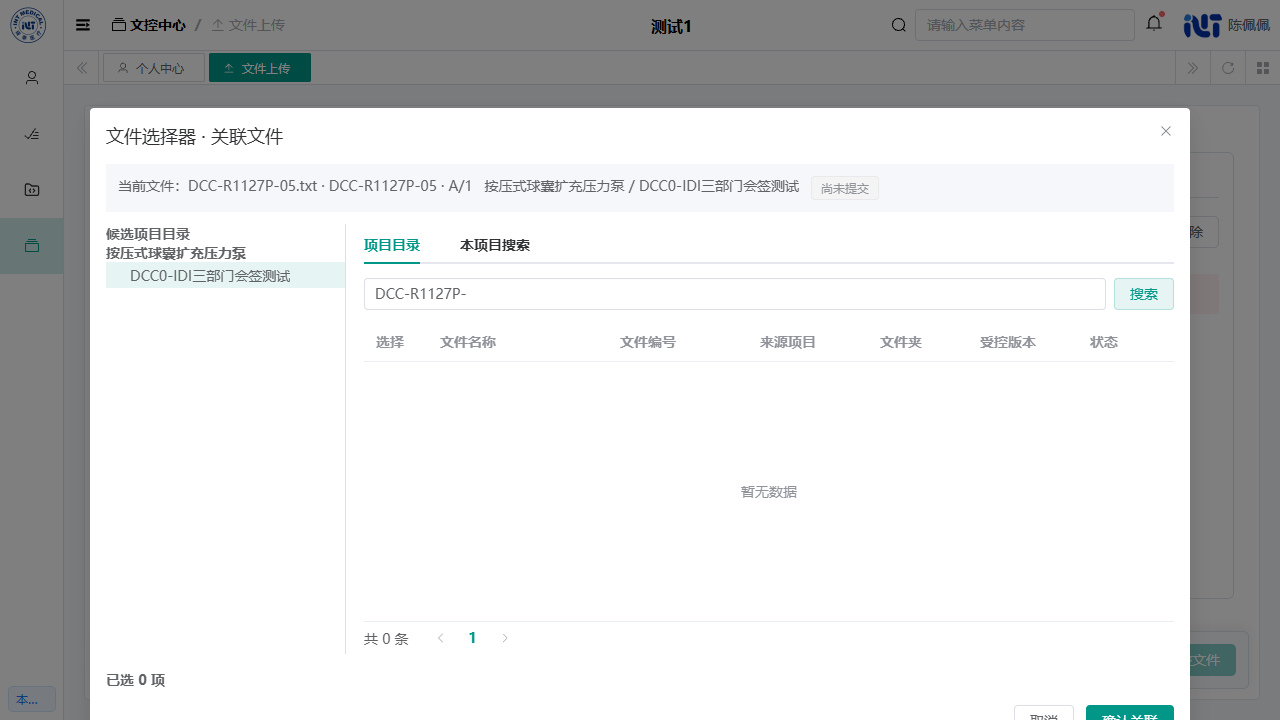 文控中心 / 文件上传
测试1
请输入菜单内容
陈佩佩
个人中心
文件上传
文件选择器 · 关联文件
当前文件：DCC-R1127P-05.txt · DCC-R1127P-05 · A/1 按压式球囊扩充压力泵 / DCC0-IDI三部门会签测试 尚未提交
候选项目目录
按压式球囊扩充压力泵
DCC0-IDI三部门会签测试
项目目录 本项目搜索
DCC-R1127P-
搜索
选择 文件名称 文件编号 来源项目 文件夹 受控版本 状态
暂无数据
共 0 条 1
已选 0 项
取消 确认关联
除
文件
本...